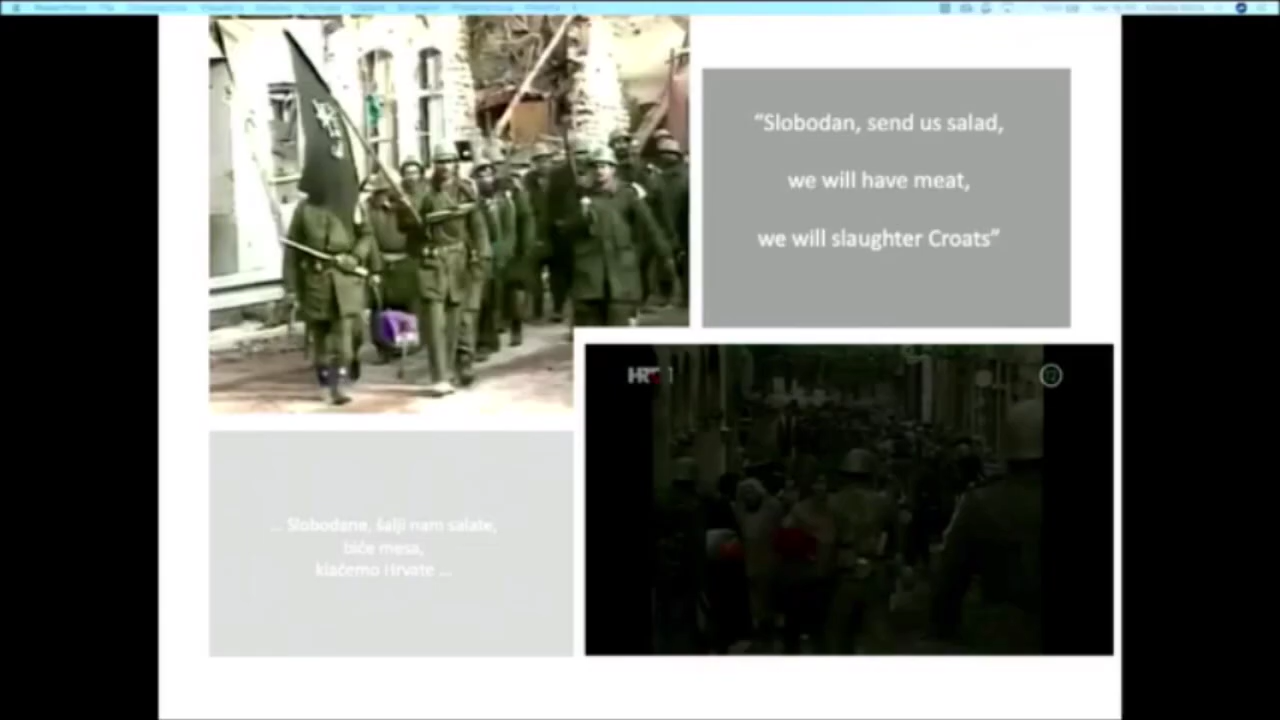 “Slobodan, send us salad,
we will have meat,
we will slaughter Croats”
HRT1
... Slobodane, šalji nam salate,
biće mesa,
klaćemo Hrvate ...